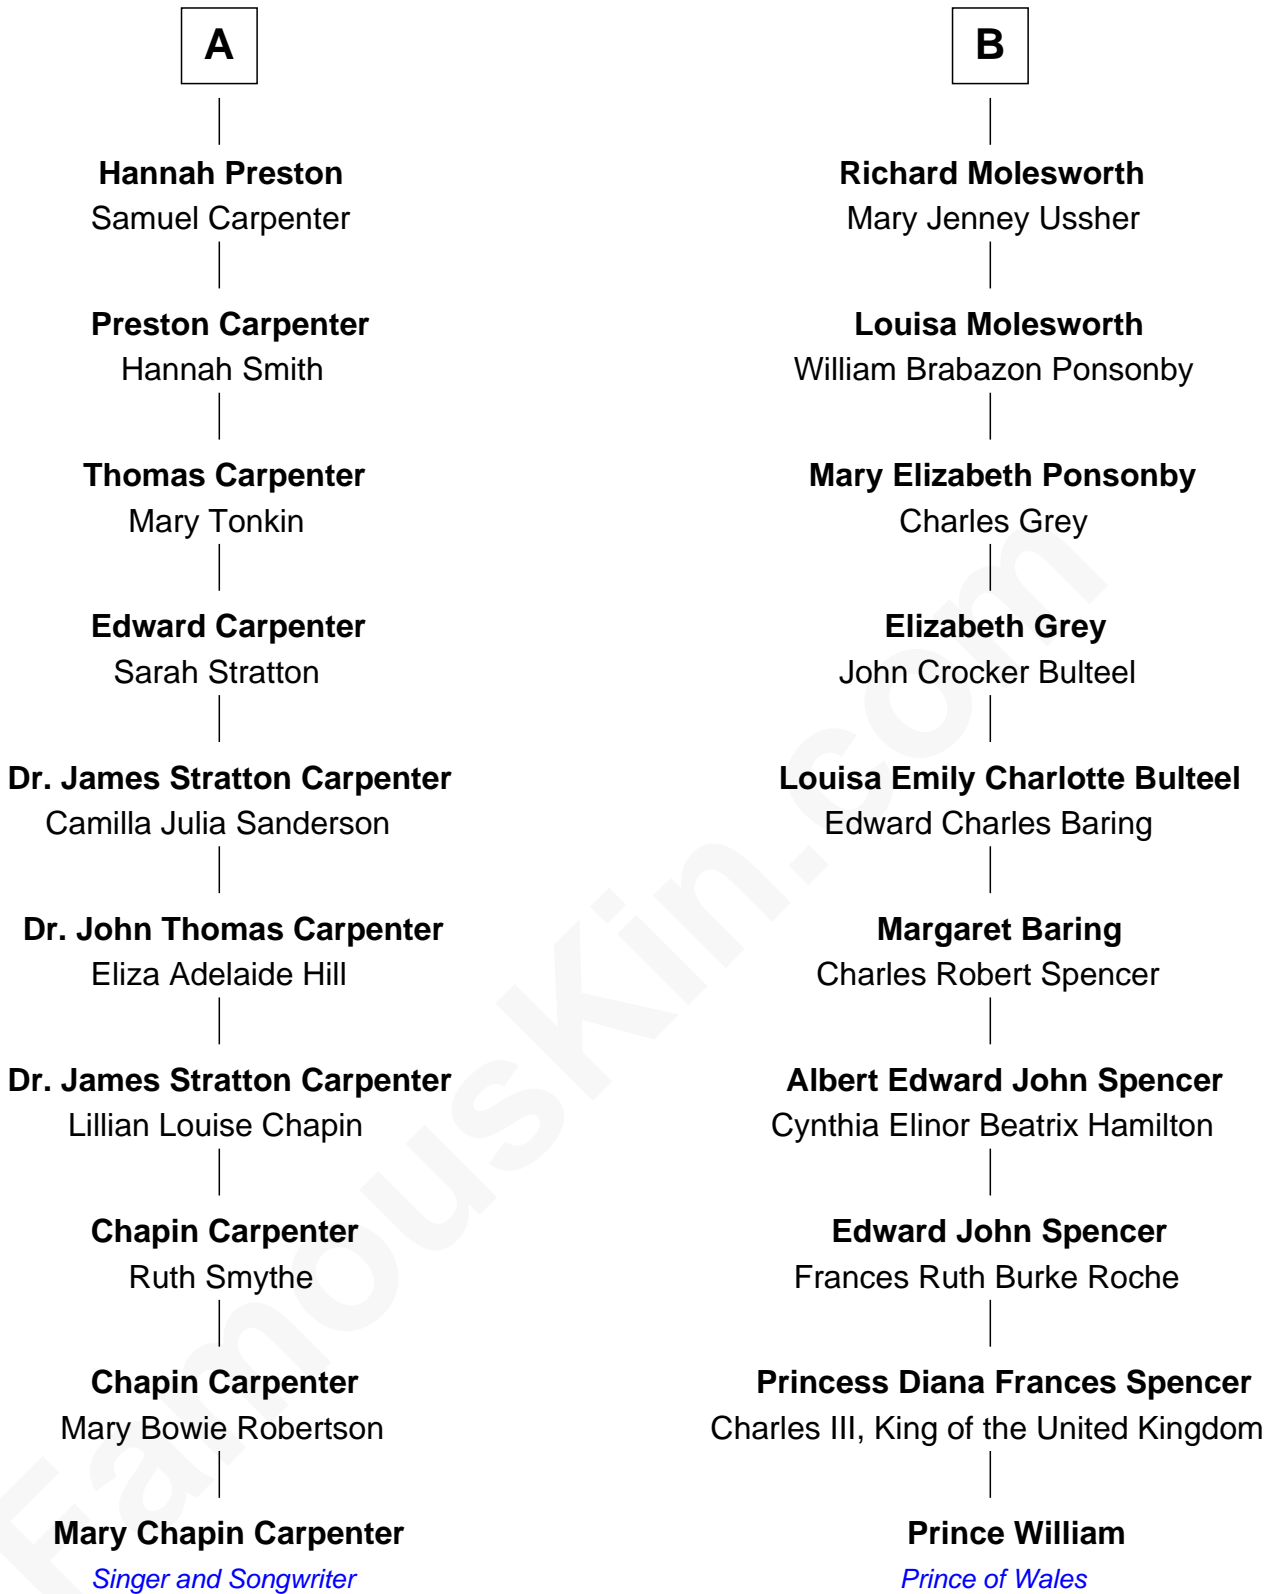 A
Hannah Preston
Samuel Carpenter
Preston Carpenter
Hannah Smith
Thomas Carpenter
Mary Tonkin
Edward Carpenter
Sarah Stratton
Dr. James Stratton Carpenter
Camilla Julia Sanderson
Dr. John Thomas Carpenter
Eliza Adelaide Hill
Dr. James Stratton Carpenter
Lillian Louise Chapin
Chapin Carpenter
Ruth Smythe
Chapin Carpenter
Mary Bowie Robertson
Mary Chapin Carpenter
Singer and Songwriter
B
Richard Molesworth
Mary Jenney Ussher
Louisa Molesworth
William Brabazon Ponsonby
Mary Elizabeth Ponsonby
Charles Grey
Elizabeth Grey
John Crocker Bulteel
Louisa Emily Charlotte Bulteel
Edward Charles Baring
Margaret Baring
Charles Robert Spencer
Albert Edward John Spencer
Cynthia Elinor Beatrix Hamilton
Edward John Spencer
Frances Ruth Burke Roche
Princess Diana Frances Spencer
Charles III, King of the United Kingdom
Prince William
Prince of Wales
FamousKin.com